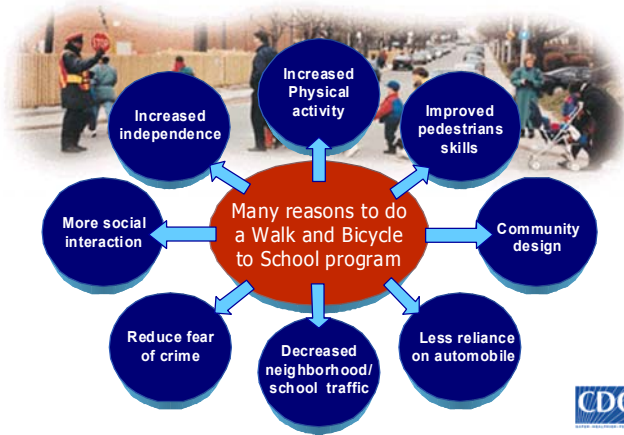 STOP
Increased
Physical
activity
Increased
independence
Improved
pedestrians
skills
More social
interaction
Many reasons to do
a Walk and Bicycle
to School program
Community
design
Reduce fear
of crime
Decreased
neighborhood/
school traffic
Less reliance
on automobile
CDC